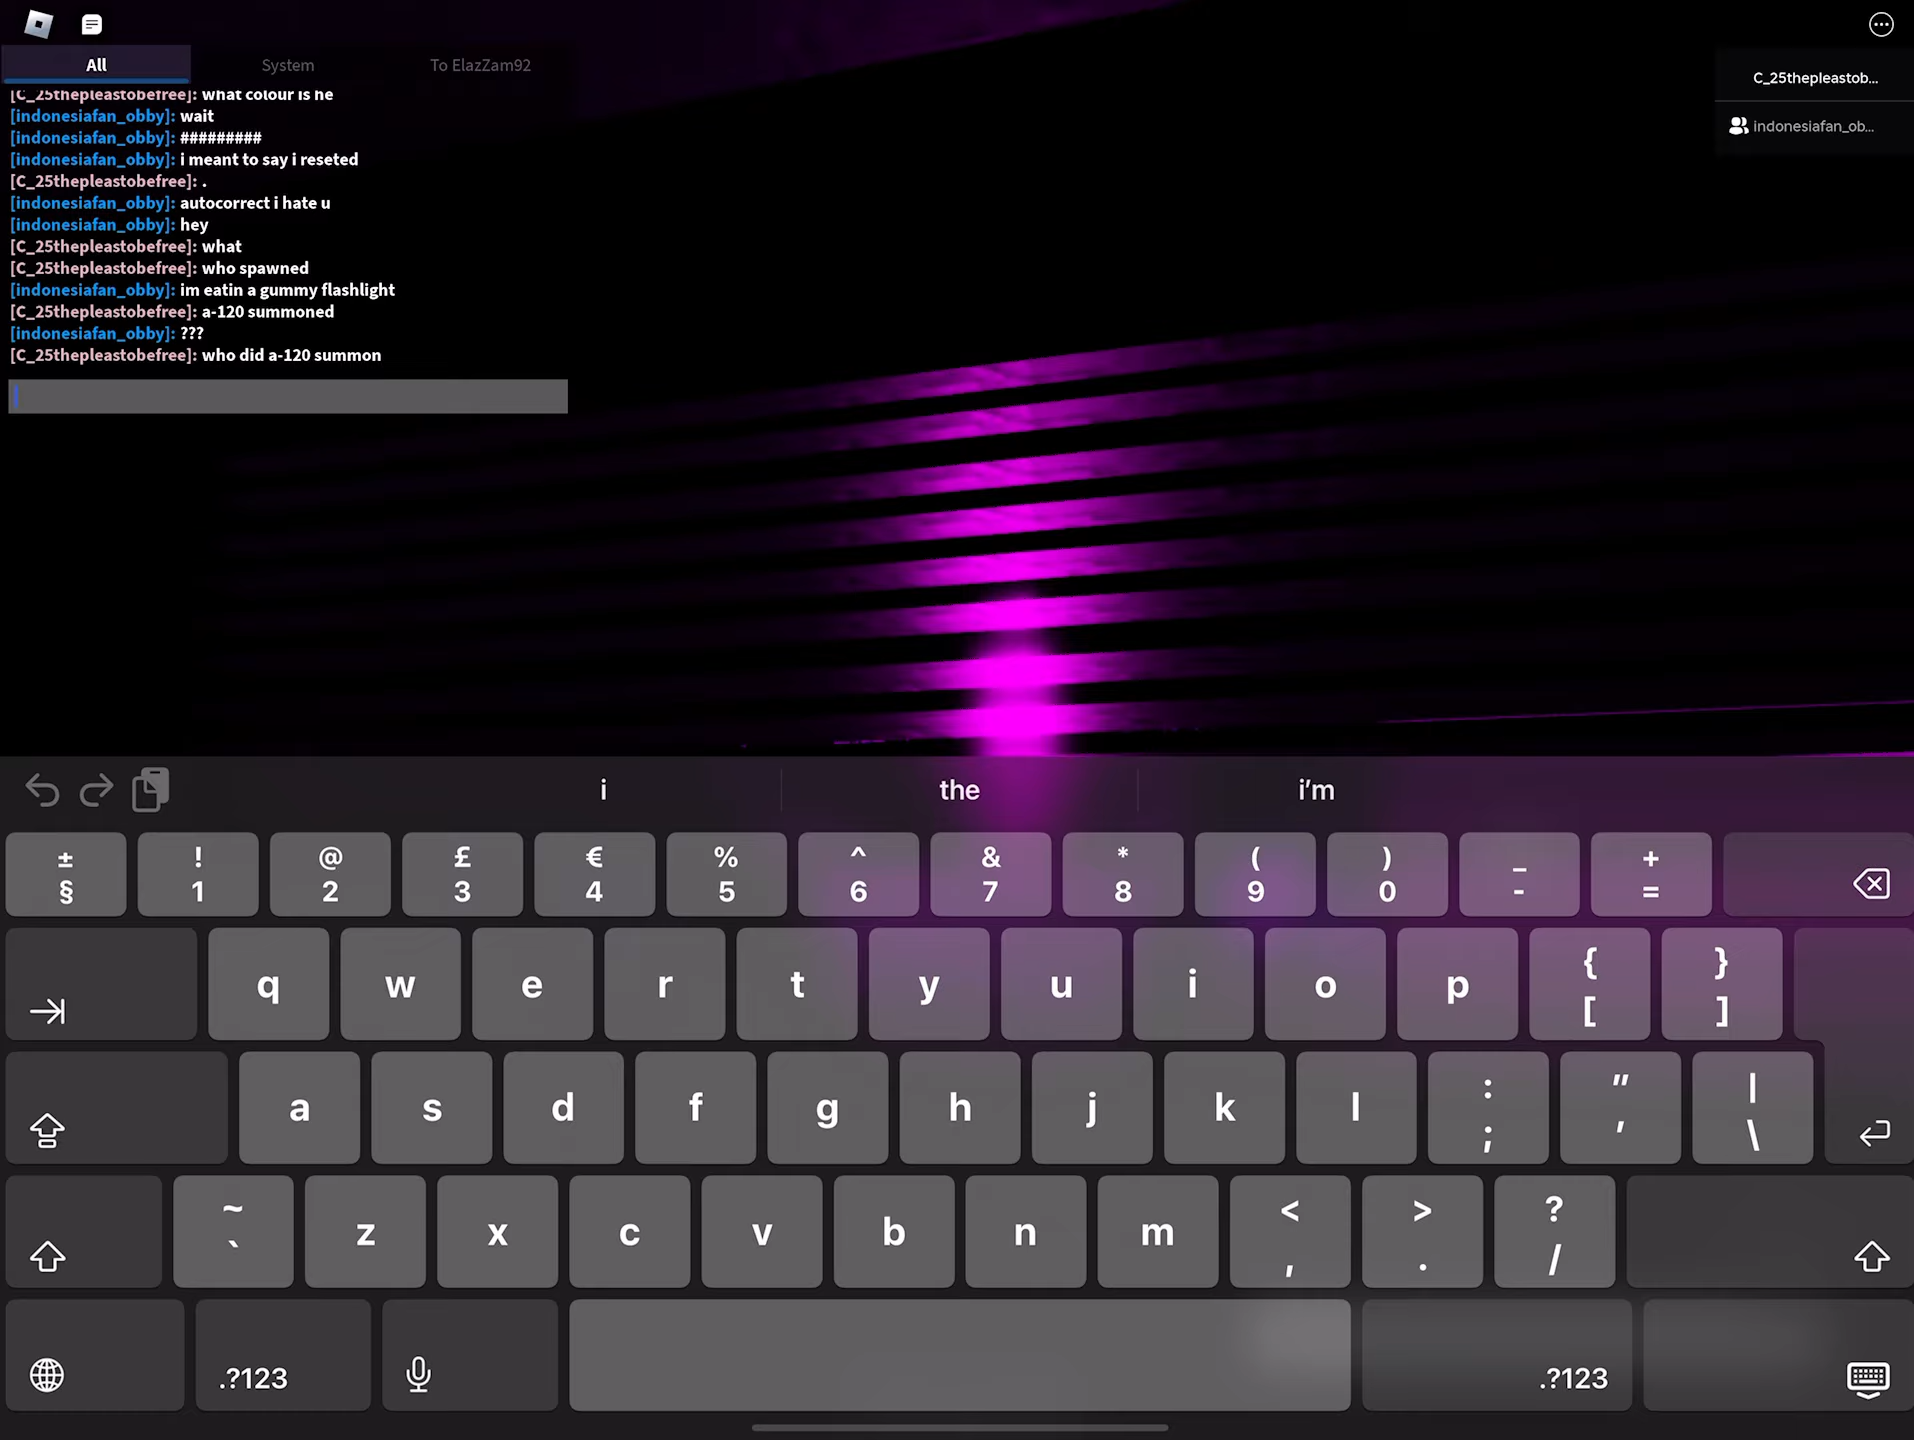 All
System
To ElazZam92
C_25thepleastob...
indonesiafan_ob...
[C_25thepleastobefree]: what colour is he
[indonesiafan_obby]: wait
[indonesiafan_obby]: #########
[indonesiafan_obby]: i meant to say i reseted
[C_25thepleastobefree]: .
[indonesiafan_obby]: autocorrect i hate u
[indonesiafan_obby]: hey
[C_25thepleastobefree]: what
[C_25thepleastobefree]: who spawned
[indonesiafan_obby]: im eatin a gummy flashlight
[C_25thepleastobefree]: a-120 summoned
[indonesiafan_obby]: ???
[C_25thepleastobefree]: who did a-120 summon
i the i'm
± ! @ £ € % ^ & * ( ) _ +
§ 1 2 3 4 5 6 7 8 9 0 - =
q w e r t y u i o p { }
[ ]
a s d f g h j k l : " |
; ' \
~ z x c v b n m < > ?
` , . /
.?123 .?123